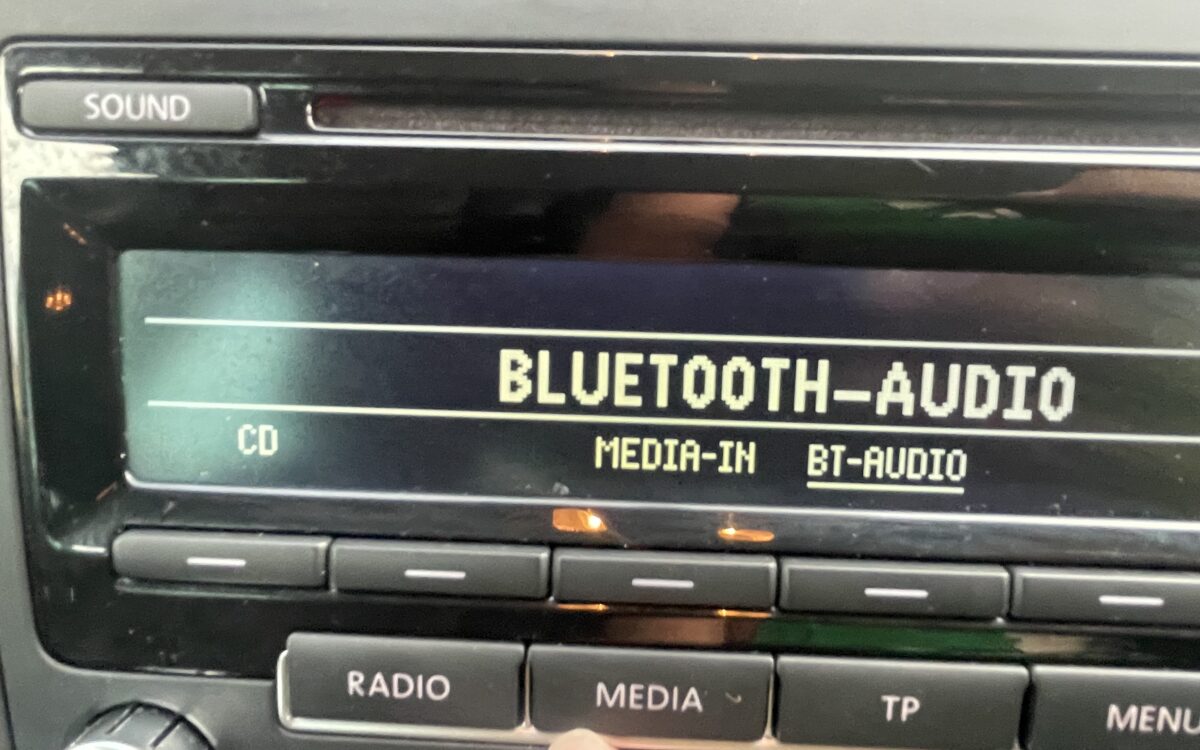 SOUND
BLUETOOTH-AUDIO
CD MEDIA-IN BT-AUDIO
RADIO MEDIA TP MENU